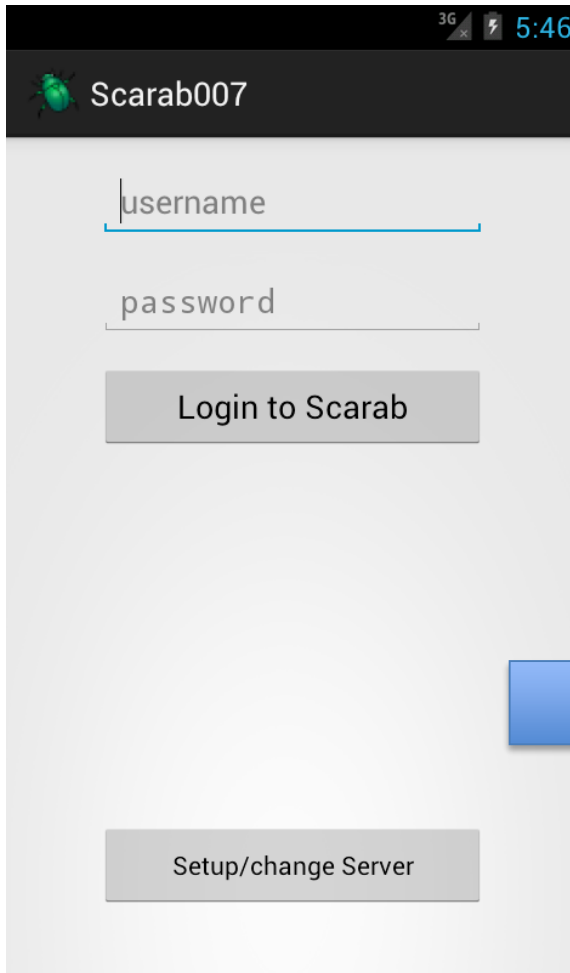 3G 5:46
Scarab007
username
password
Login to Scarab
Setup/change Server